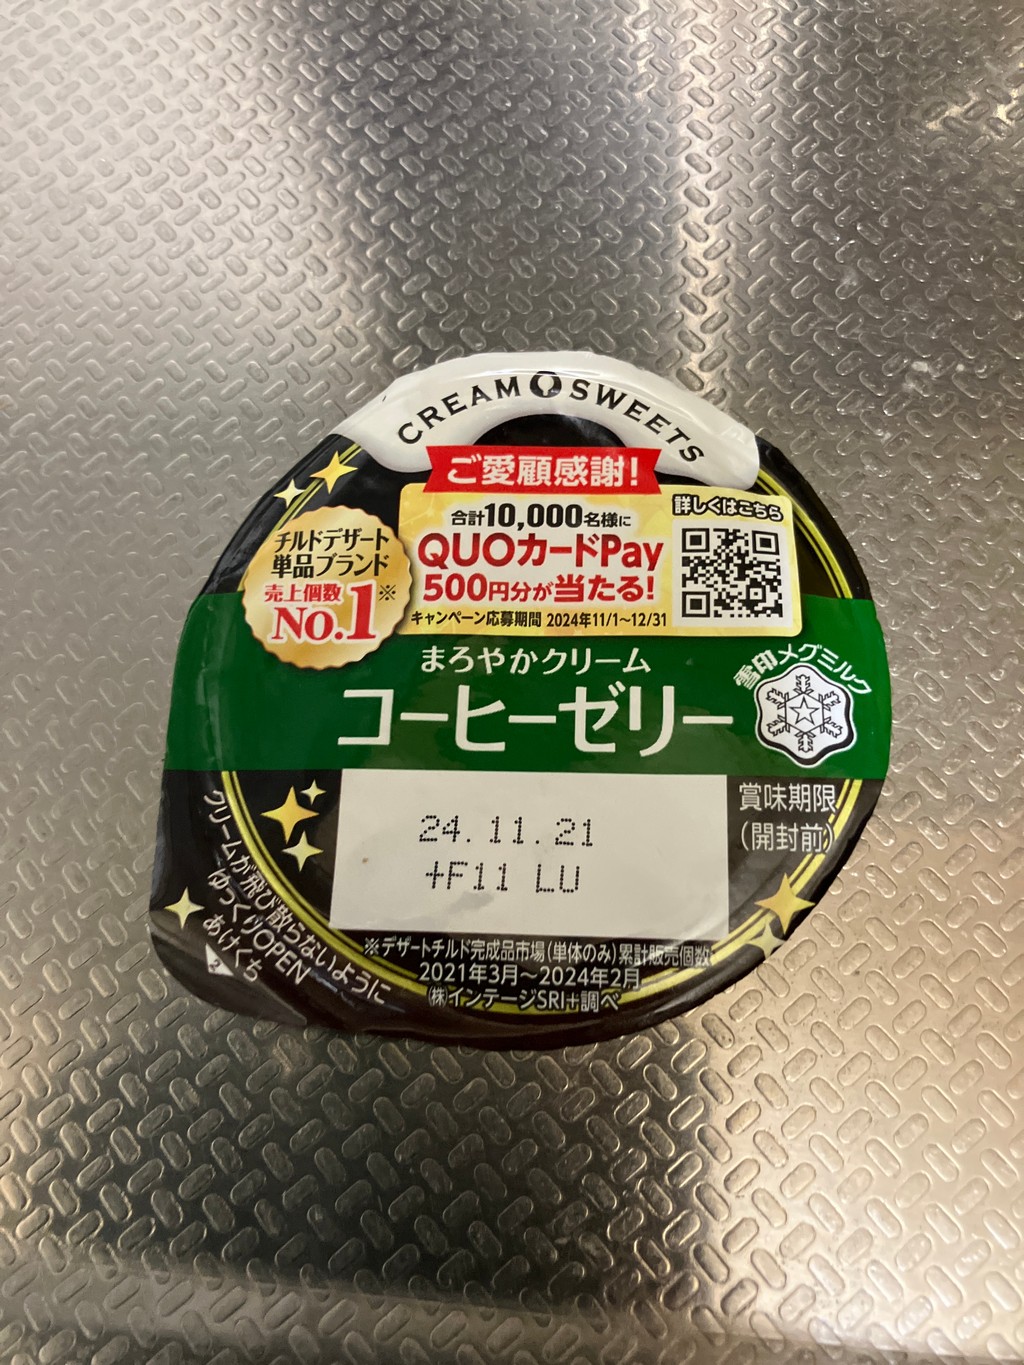 CREAM SWEETS
ご愛顧感謝!
合計10,000名様に
QUOカードPay
500円分が当たる!
キャンペーン応募期間 2024年11/1~12/31
詳しくはこちら
チルドデザート
単品ブランド
売上個数※
No.1
まろやかクリーム
コーヒーゼリー
雪印メグミルク
24.11.21
+F11 LU
賞味期限
(開封前)
※デザートチルド完成品市場(単体のみ)累計販売個数
2021年3月~2024年2月
㈱インテージSRI+調べ
クリームが飛び散らないように
ゆっくりOPEN
あけくち
2